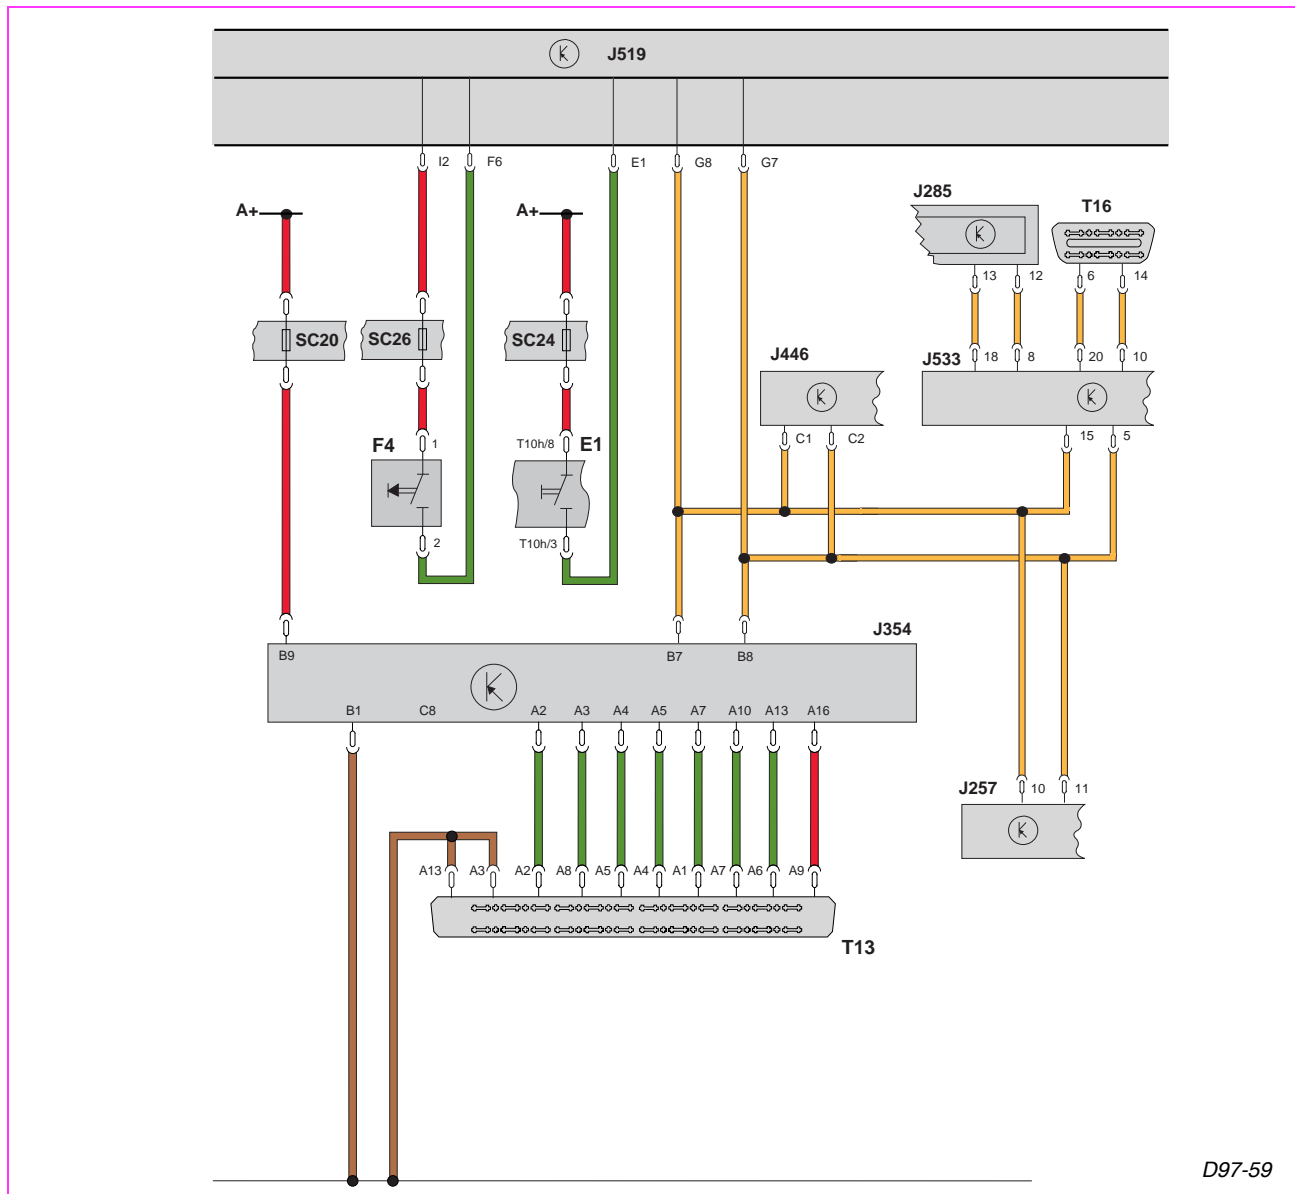 J519
I2 F6 E1 G8 G7
J285
T16
A+ A+
13 12 6 14
SC20 SC26 SC24
J446 J533 18 8 20 10
F4 1 T10h/8 E1 C1 C2 15 5
2 T10h/3
J354
B9 B7 B8
B1 C8 A2 A3 A4 A5 A7 A10 A13 A16
J257 10 11
A13 A3 A2 A8 A5 A4 A1 A7 A6 A9
T13
D97-59